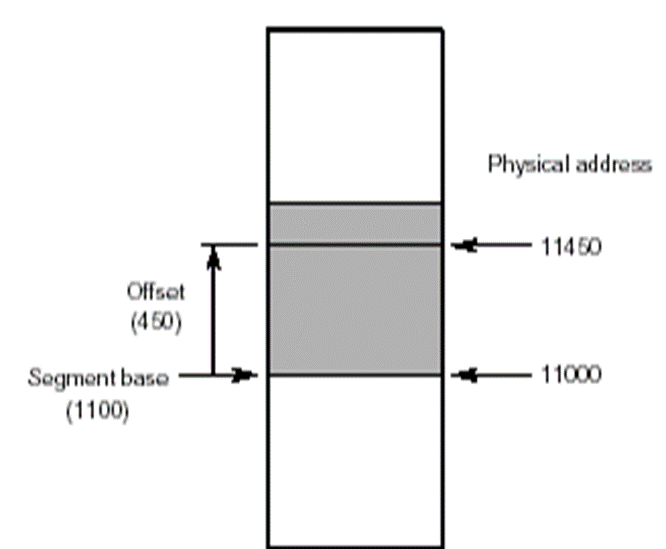 Physical address
11450
Offset
(450)
Segment base
(1100)
11000